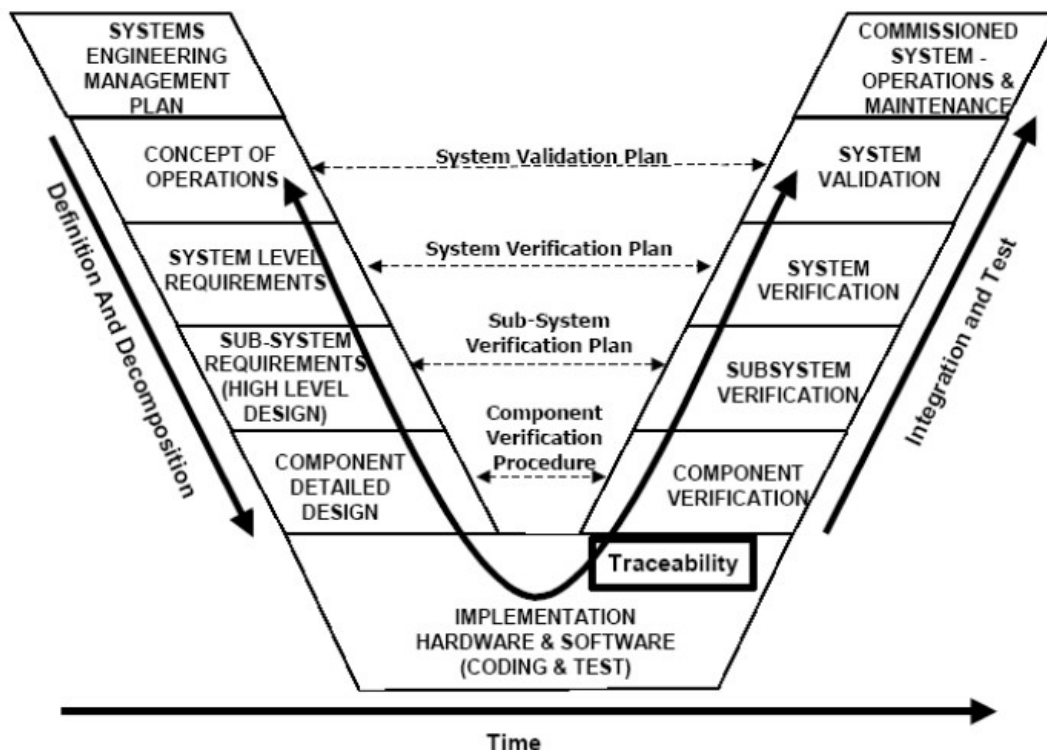 SYSTEMS
ENGINEERING
MANAGEMENT
PLAN
COMMISSIONED
SYSTEM -
OPERATIONS &
MAINTENANCE
CONCEPT OF
OPERATIONS
System Validation Plan
SYSTEM
VALIDATION
SYSTEM LEVEL
REQUIREMENTS
System Verification Plan
SYSTEM
VERIFICATION
SUB-SYSTEM
REQUIREMENTS
(HIGH LEVEL
DESIGN)
Sub-System
Verification Plan
SUBSYSTEM
VERIFICATION
COMPONENT
DETAILED
DESIGN
Component
Verification
Procedure
COMPONENT
VERIFICATION
Definition And Decomposition
Integration and Test
Traceability
IMPLEMENTATION
HARDWARE & SOFTWARE
(CODING & TEST)
Time